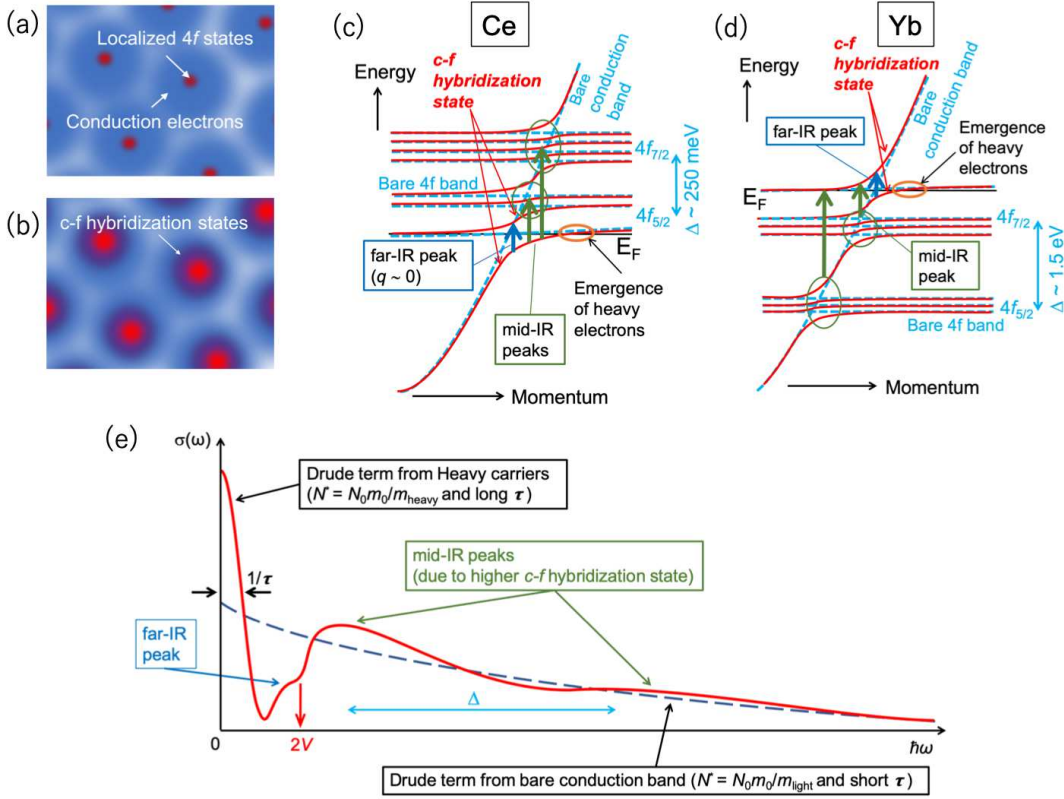 (a)
Localized 4f states
Conduction electrons
(b)
c-f hybridization states
(c)
Ce
Energy
c-f
hybridization
state
Bare
conduction
band
4f7/2
Bare 4f band
4f5/2
Δ ~ 250 meV
EF
far-IR peak
(q ~ 0)
Emergence
of heavy
electrons
mid-IR
peaks
Momentum
(d)
Yb
Energy
c-f
hybridization
state
Bare
conduction band
far-IR peak
Emergence
of heavy
electrons
EF
4f7/2
mid-IR
peak
4f5/2
Bare 4f band
Δ ~ 1.5 eV
Momentum
(e)
σ(ω)
Drude term from Heavy carriers
(N* = N0m0/mheavy and long τ)
mid-IR peaks
(due to higher c-f hybridization state)
1/τ
far-IR
peak
Δ
0
2V
ħω
Drude term from bare conduction band (N* = N0m0/mlight and short τ)